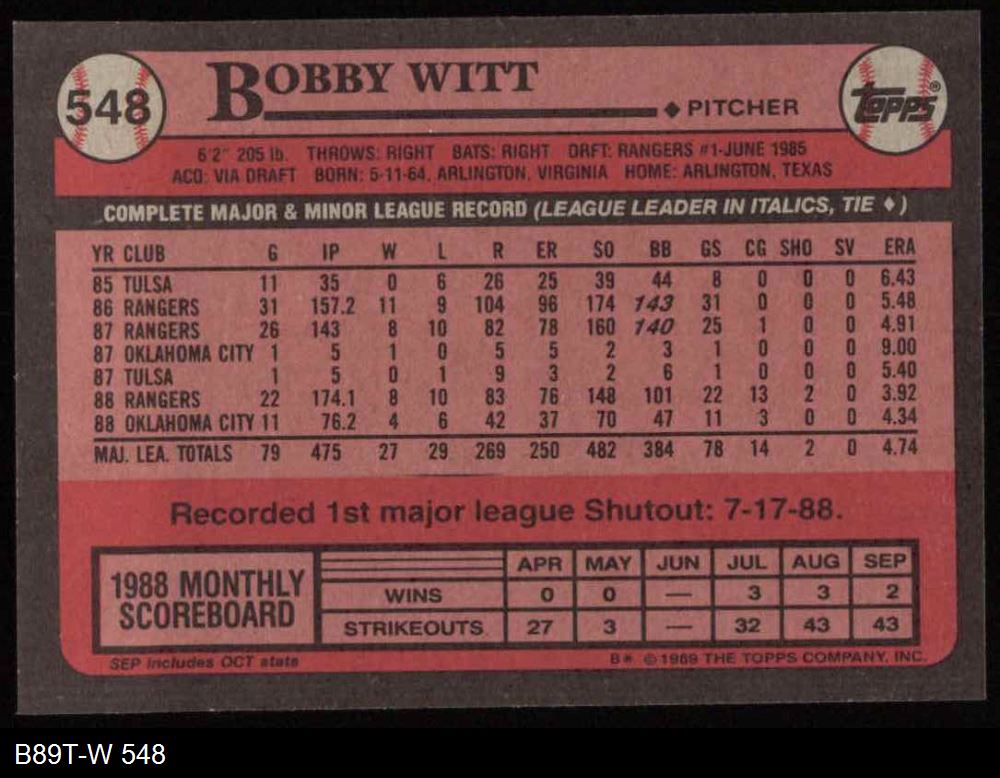 548
BOBBY WITT
◆ PITCHER
TOPPS®
6'2" 205 lb. THROWS: RIGHT BATS: RIGHT DRFT: RANGERS #1-JUNE 1985
ACQ: VIA DRAFT BORN: 5-11-64, ARLINGTON, VIRGINIA HOME: ARLINGTON, TEXAS
COMPLETE MAJOR & MINOR LEAGUE RECORD (LEAGUE LEADER IN ITALICS, TIE ♦)
YR CLUB G IP W L R ER SO BB GS CG SHO SV ERA
85 TULSA 11 35 0 6 26 25 39 44 8 0 0 0 6.43
86 RANGERS 31 157.2 11 9 104 96 174 143 31 0 0 0 5.48
87 RANGERS 26 143 8 10 82 78 160 140 25 1 0 0 4.91
87 OKLAHOMA CITY 1 5 1 0 5 5 2 3 1 0 0 0 9.00
87 TULSA 1 5 0 1 9 3 2 6 1 0 0 0 5.40
88 RANGERS 22 174.1 8 10 83 76 148 101 22 13 2 0 3.92
88 OKLAHOMA CITY 11 76.2 4 6 42 37 70 47 11 3 0 0 4.34
MAJ. LEA. TOTALS 79 475 27 29 269 250 482 384 78 14 2 0 4.74
Recorded 1st major league Shutout: 7-17-88.
1988 MONTHLY SCOREBOARD
APR MAY JUN JUL AUG SEP
WINS 0 0 — 3 3 2
STRIKEOUTS 27 3 — 32 43 43
SEP includes OCT stats
B* © 1989 THE TOPPS COMPANY, INC.
B89T-W 548